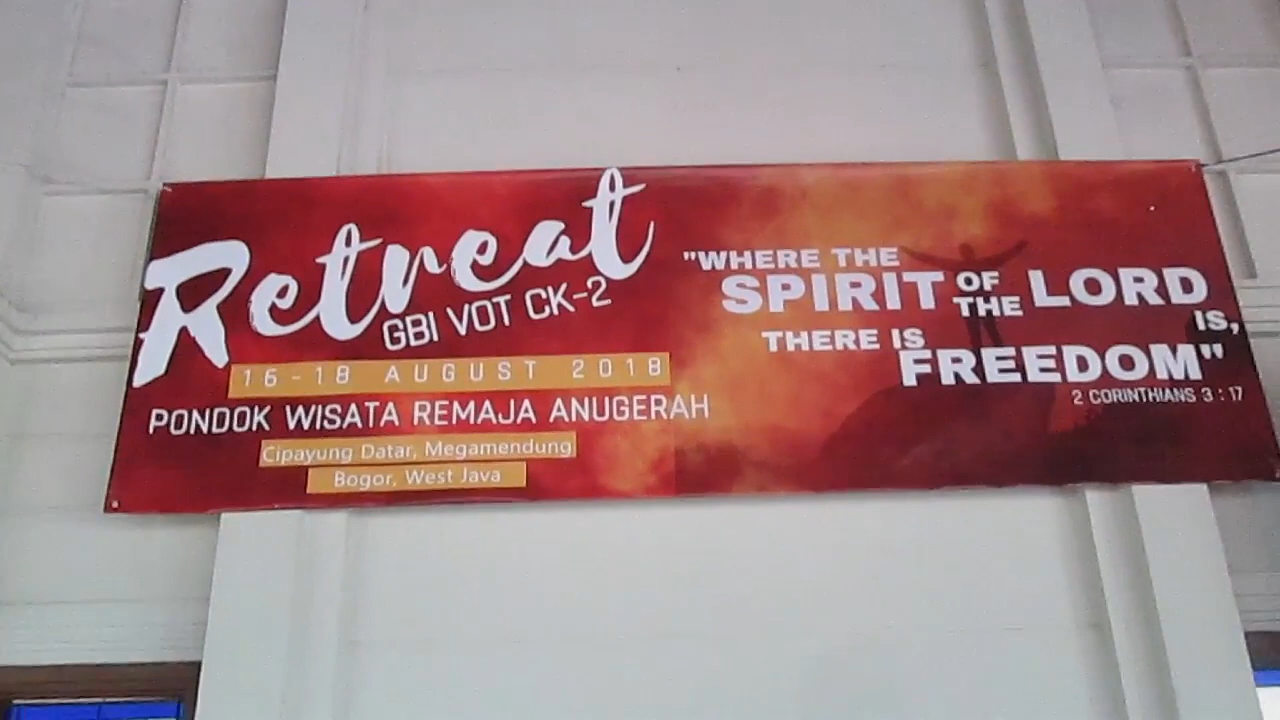 Retreat
GBI VOT CK-2
16-18 AUGUST 2018
PONDOK WISATA REMAJA ANUGERAH
Cipayung Datar, Megamendung
Bogor, West Java
"WHERE THE
SPIRIT OF THE LORD
IS,
THERE IS
FREEDOM"
2 CORINTHIANS 3 : 17